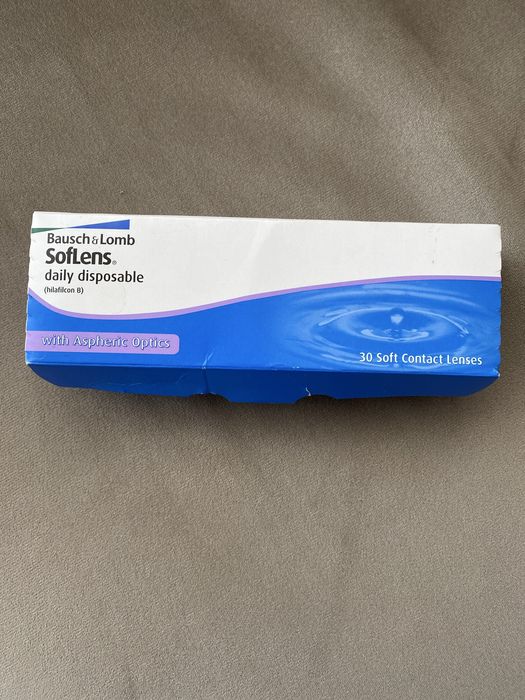 Bausch & Lomb
SofLens®
daily disposable
(hilafilcon B)
with Aspheric Optics
30 Soft Contact Lenses